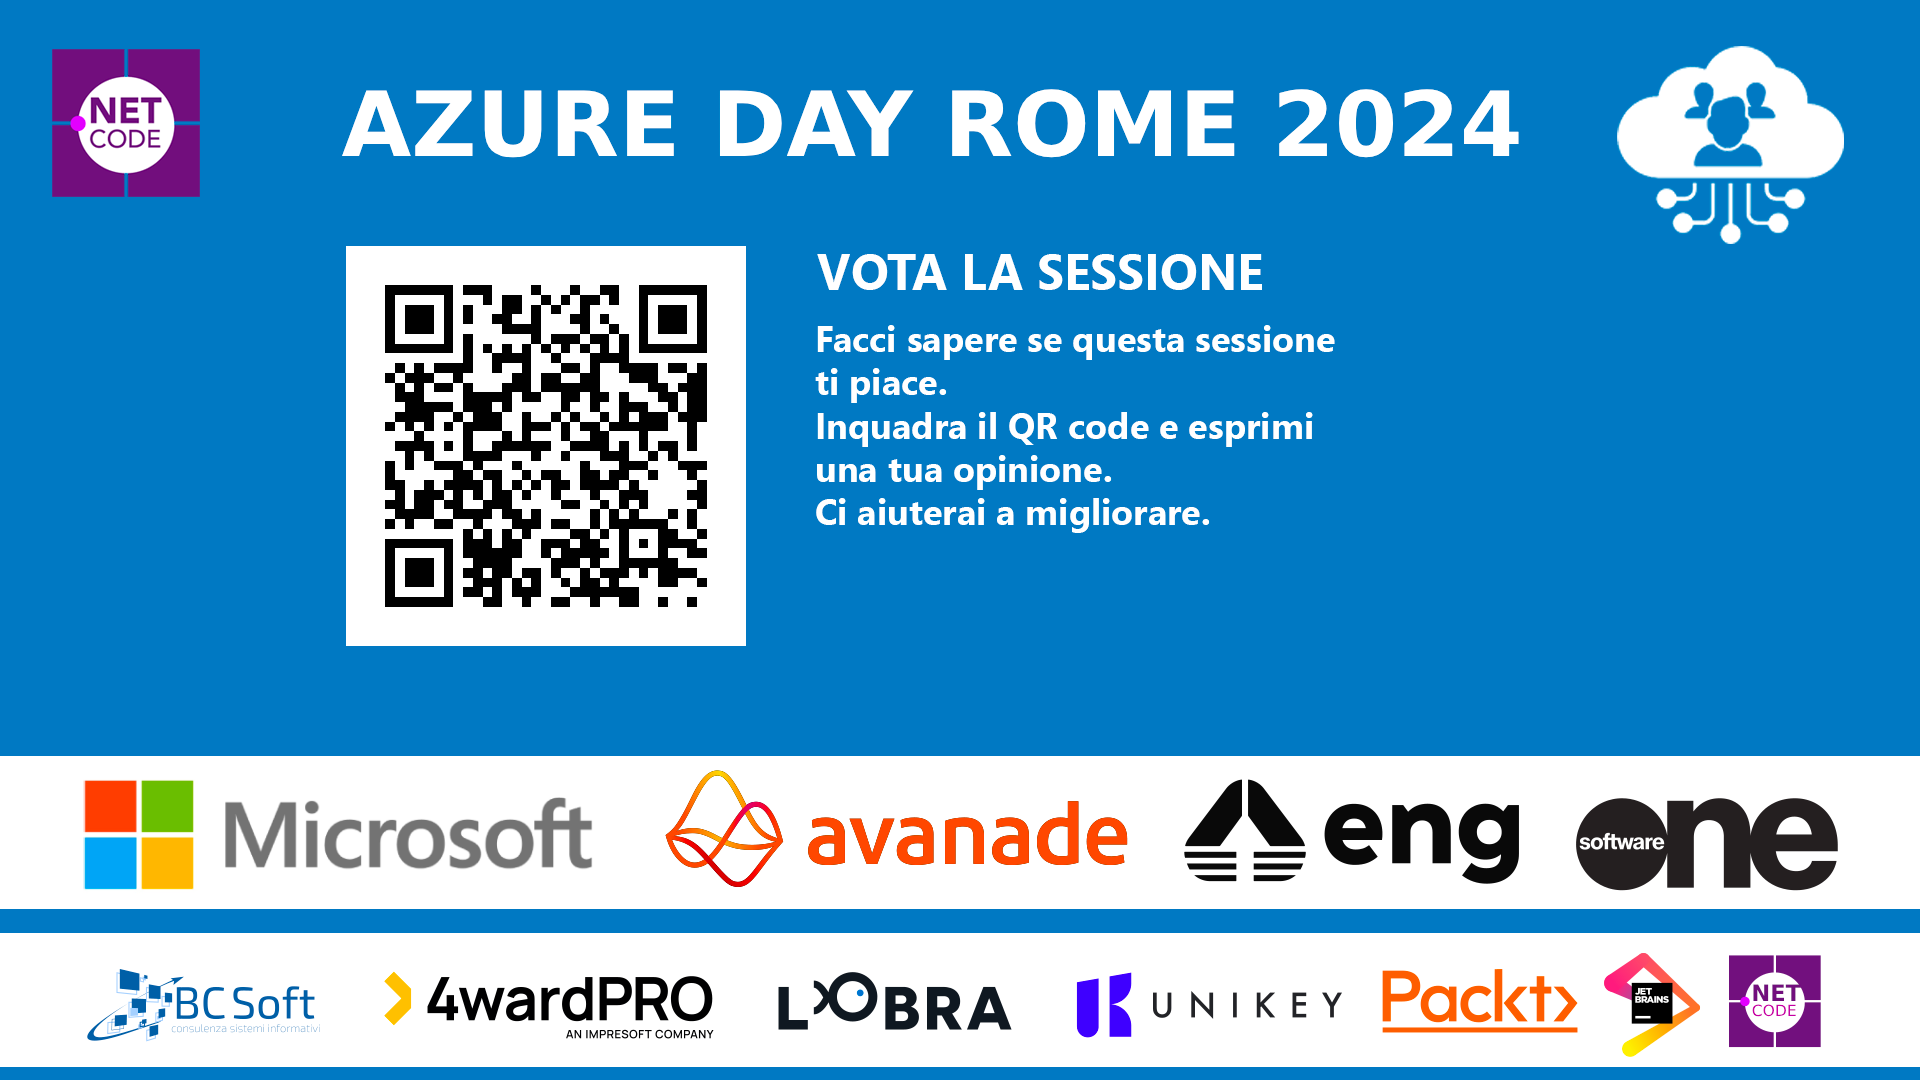 NET
CODE
AZURE DAY ROME 2024
VOTA LA SESSIONE
Facci sapere se questa sessione
ti piace.
Inquadra il QR code e esprimi
una tua opinione.
Ci aiuterai a migliorare.
Microsoft
avanade
eng
software one
BC Soft
consulenza sistemi informativi
4wardPRO
AN IMPRESOFT COMPANY
LOBRA
UNIKEY
Packt
JET
BRAINS
NET
CODE